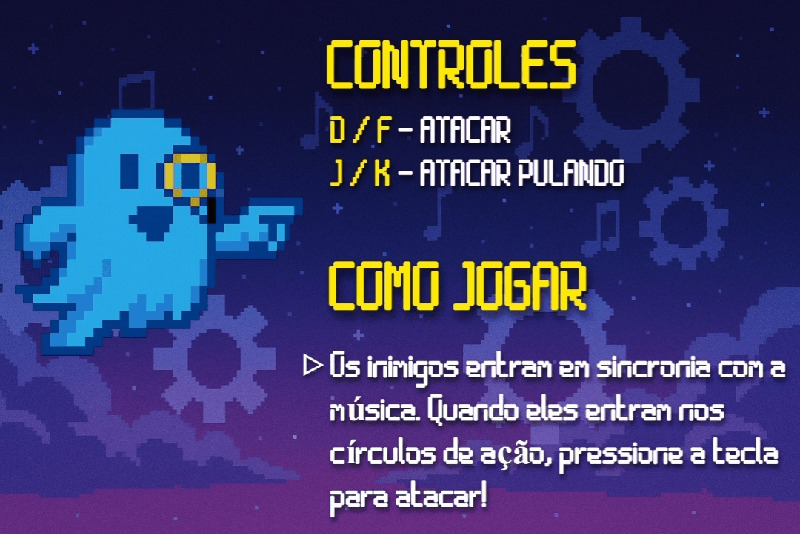 CONTROLES
D / F - ATACAR
J / K - ATACAR PULANDO
COMO JOGAR
▷ Os inimigos entram em sincronia com a
música. Quando eles entram nos
círculos de ação, pressione a tecla
para atacar!